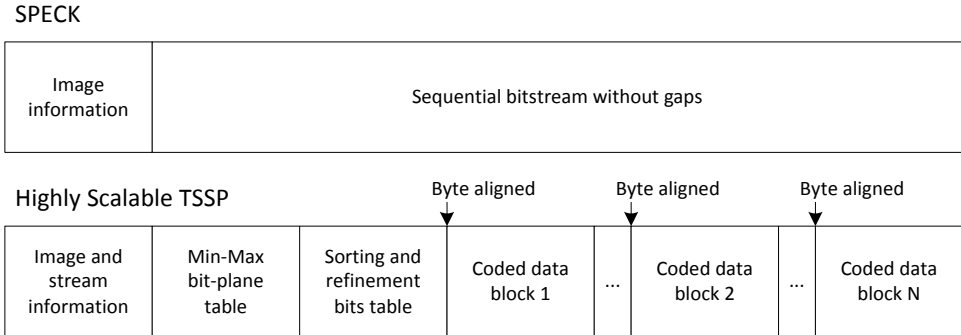 SPECK
Image
information
Sequential bitstream without gaps
Highly Scalable TSSP
Byte aligned
Byte aligned
Byte aligned
Image and
stream
information
Min-Max
bit-plane
table
Sorting and
refinement
bits table
Coded data
block 1
...
Coded data
block 2
...
Coded data
block N